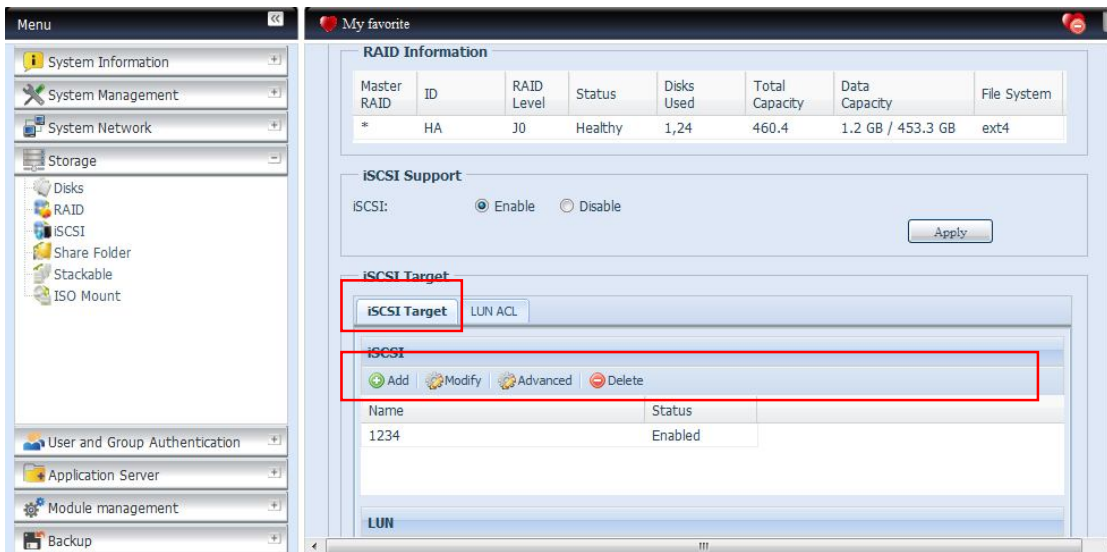 Menu
System Information
System Management
System Network
Storage
Disks
RAID
iSCSI
Share Folder
Stackable
ISO Mount
User and Group Authentication
Application Server
Module management
Backup
My favorite
RAID Information
Master RAID ID RAID Level Status Disks Used Total Capacity Data Capacity File System
* HA J0 Healthy 1,24 460.4 1.2 GB / 453.3 GB ext4
iSCSI Support
iSCSI: Enable Disable
Apply
iSCSI Target
iSCSI Target LUN ACL
iSCSI
Add Modify Advanced Delete
Name Status
1234 Enabled
LUN